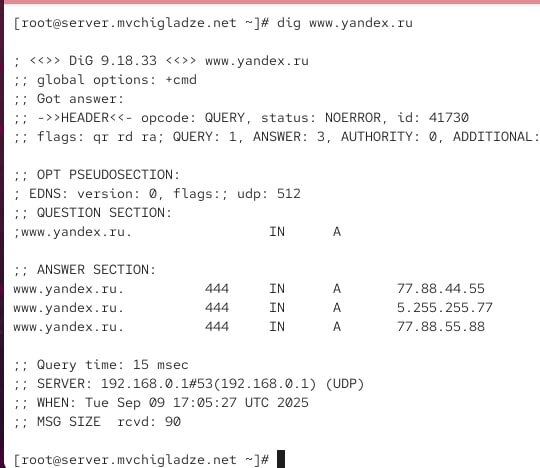 [root@server.mvchigladze.net ~]# dig www.yandex.ru
; <<>> DiG 9.18.33 <<>> www.yandex.ru
;; global options: +cmd
;; Got answer:
;; ->>HEADER<<- opcode: QUERY, status: NOERROR, id: 41730
;; flags: qr rd ra; QUERY: 1, ANSWER: 3, AUTHORITY: 0, ADDITIONAL:
;; OPT PSEUDOSECTION:
; EDNS: version: 0, flags:; udp: 512
;; QUESTION SECTION:
;www.yandex.ru. IN A
;; ANSWER SECTION:
www.yandex.ru. 444 IN A 77.88.44.55
www.yandex.ru. 444 IN A 5.255.255.77
www.yandex.ru. 444 IN A 77.88.55.88
;; Query time: 15 msec
;; SERVER: 192.168.0.1#53(192.168.0.1) (UDP)
;; WHEN: Tue Sep 09 17:05:27 UTC 2025
;; MSG SIZE  rcvd: 90
[root@server.mvchigladze.net ~]#